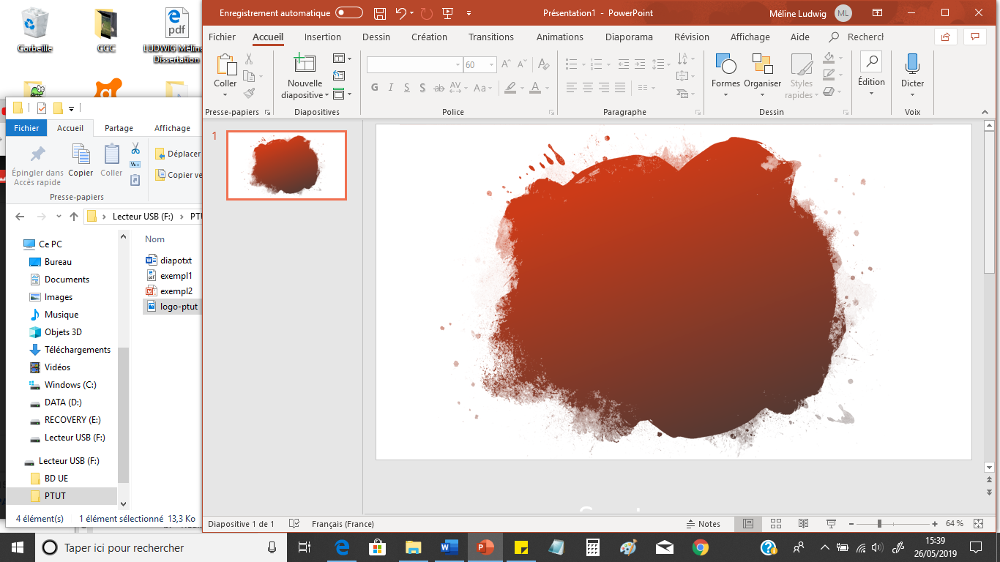 Corbeille
CCC
LUDWIG Méline
Dissertation
Enregistrement automatique
Présentation1 - PowerPoint
Méline Ludwig
ML
Fichier Accueil Insertion Dessin Création Transitions Animations Diaporama Révision Affichage Aide Recherch
Coller
Nouvelle
diapositive
60
G I S S ab AV Aa A
Formes Organiser Styles
rapides
Édition
Dicter
Presse-papiers Diapositives Police Paragraphe Dessin Voix
Fichier Accueil Partage Affichage
Épingler dans
Accès rapide
Copier
Coller
Déplacer
Copier ve
Presse-papiers
Lecteur USB (F:) PTU
Ce PC
Bureau
Documents
Images
Musique
Objets 3D
Téléchargements
Vidéos
Windows (C:)
DATA (D:)
RECOVERY (E:)
Lecteur USB (F:)
Lecteur USB (F:)
BD UE
PTUT
Nom
diapotxt
exempl1
exempl2
logo-ptut
4 élément(s) 1 élément sélectionné 13,3 Ko
1
Diapositive 1 de 1 Français (France) Notes 64 %
Taper ici pour rechercher
15:39
26/05/2019